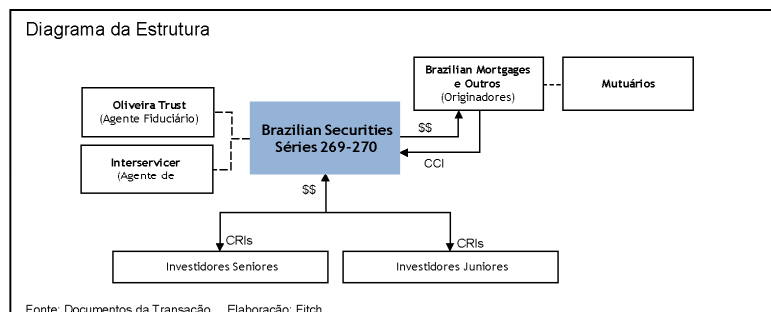 Diagrama da Estrutura
Brazilian Mortgages
e Outros
(Originadores)
Mutuários
Oliveira Trust
(Agente Fiduciário)
Brazilian Securities
Séries 269-270
$$
CCI
Interservicer
(Agente de
$$
CRIs
CRIs
Investidores Seniores
Investidores Juniores
Fonte: Documentos da Transação. Elaboração: Fitch